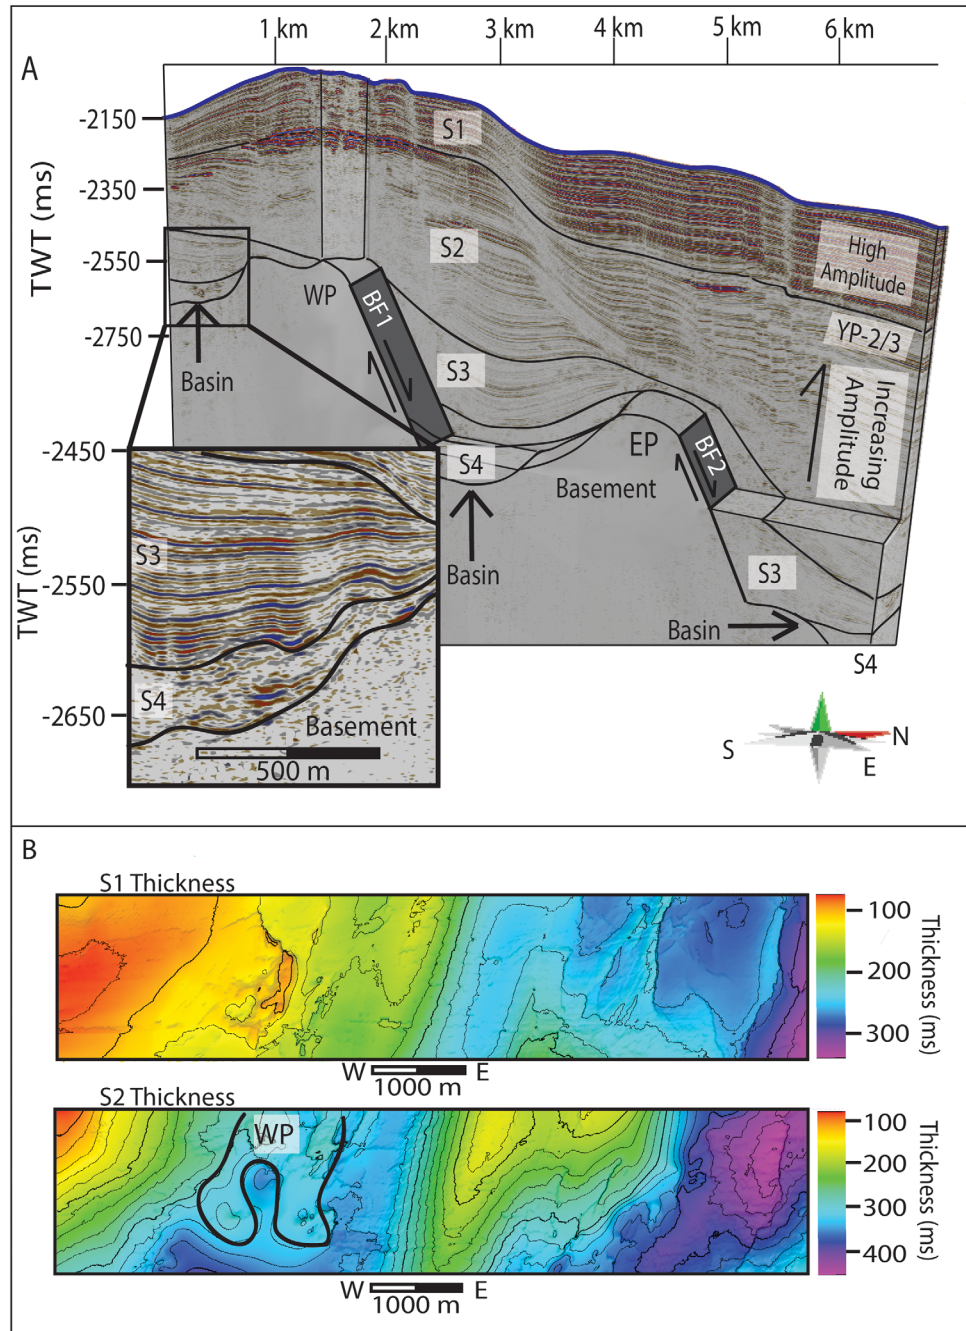 1 km 2 km 3 km 4 km 5 km 6 km
A
TWT (ms)
-2150
-2350
-2550
-2750
S1
S2
High
Amplitude
YP-2/3
Increasing
Amplitude
WP
BF1
S3
Basin
S4
EP
BF2
Basement
Basin
S3
Basin
S4
TWT (ms)
-2450
-2550
-2650
S3
S4
Basement
500 m
S N
E
B
S1 Thickness
100
200
300
Thickness (ms)
W E
1000 m
S2 Thickness
WP
100
200
300
400
Thickness (ms)
W E
1000 m